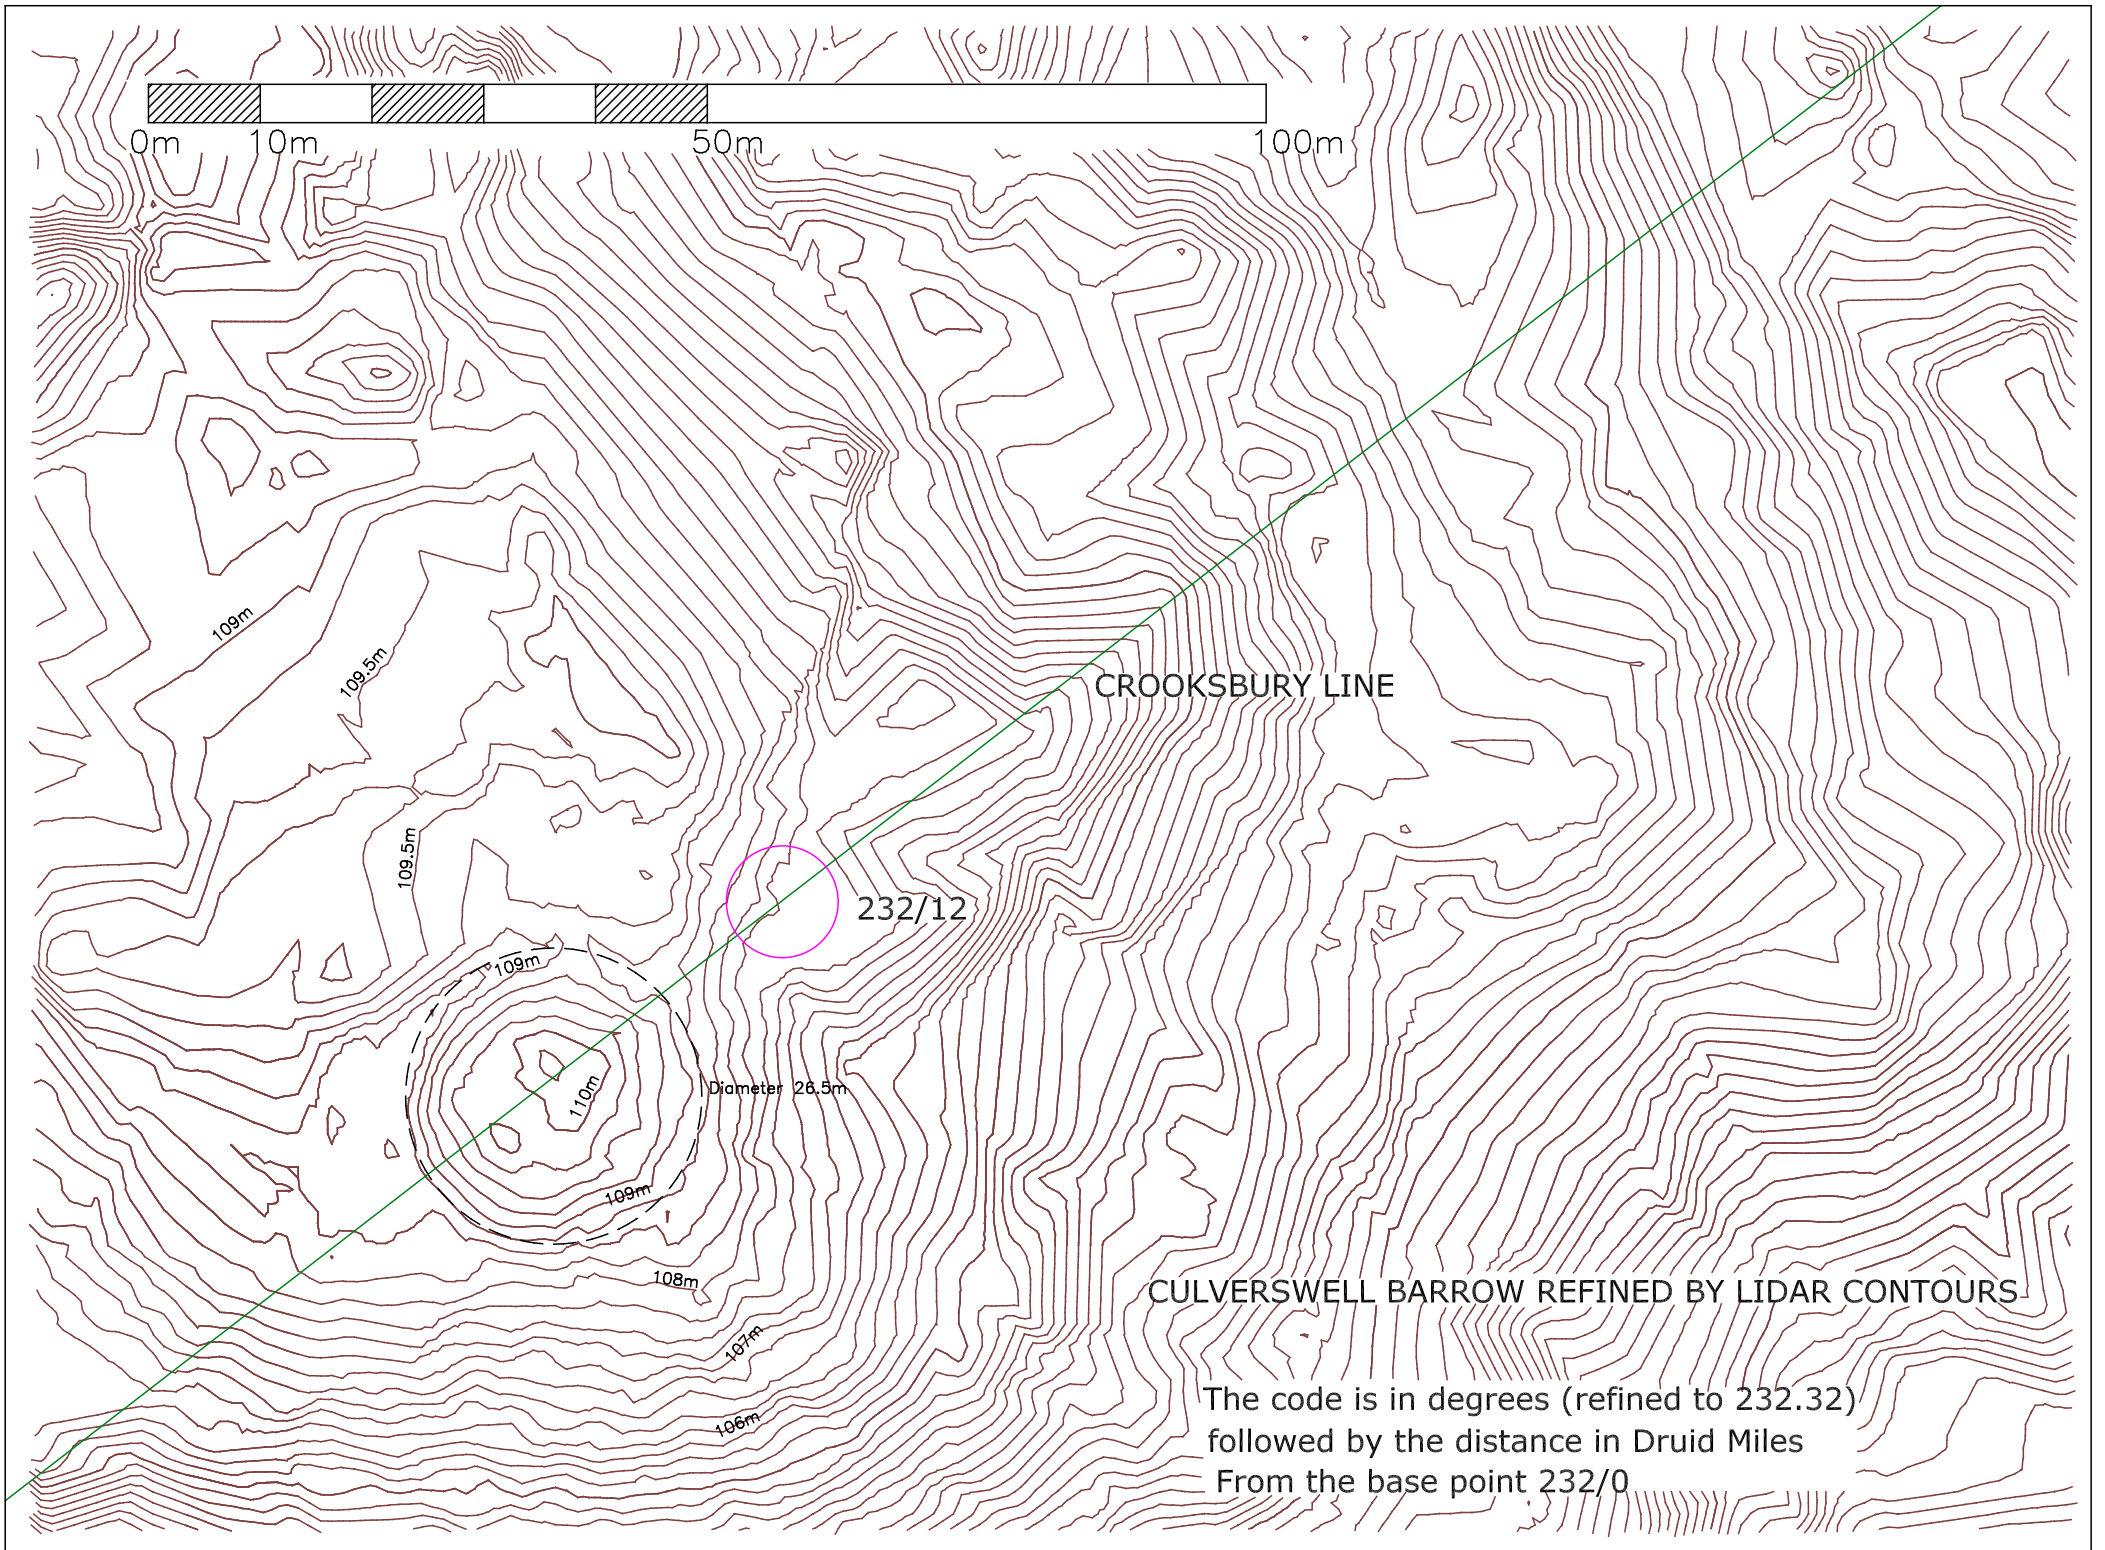 0m 10m 50m 100m
109m
109.5m
CROOKSBURY LINE
109.5m
232/12
109m
Diameter 26.5m
110m
109m
108m
CULVERSWELL BARROW REFINED BY LIDAR CONTOURS
107m
The code is in degrees (refined to 232.32)
106m
followed by the distance in Druid Miles
From the base point 232/0